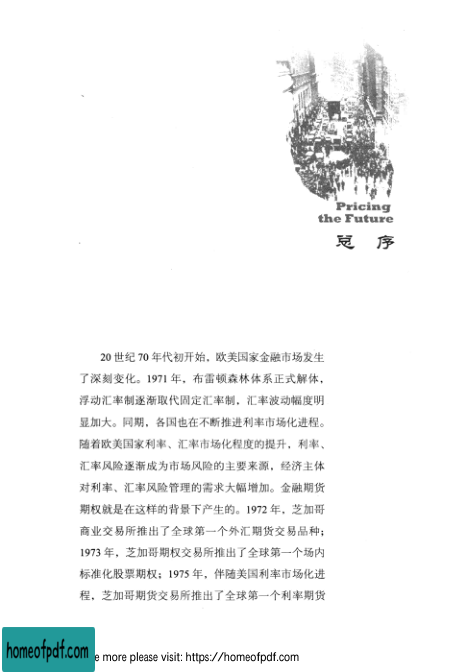 Pricing
the Future
总 序
20 世纪 70 年代初开始，欧美国家金融市场发生
了深刻变化。1971 年，布雷顿森林体系正式解体，
浮动汇率制逐渐取代固定汇率制，汇率波动幅度明
显加大。同期，各国也在不断推进利率市场化进程。
随着欧美国家利率、汇率市场化程度的提升，利率、
汇率风险逐渐成为市场风险的主要来源，经济主体
对利率、汇率风险管理的需求大幅增加。金融期货
期权就是在这样的背景下产生的。1972 年，芝加哥
商业交易所推出了全球第一个外汇期货交易品种；
1973 年，芝加哥期权交易所推出了全球第一个场内
标准化股票期权；1975 年，伴随美国利率市场化进
程，芝加哥期货交易所推出了全球第一个利率期货
homeofpdf.com
e more please visit: https://homeofpdf.com